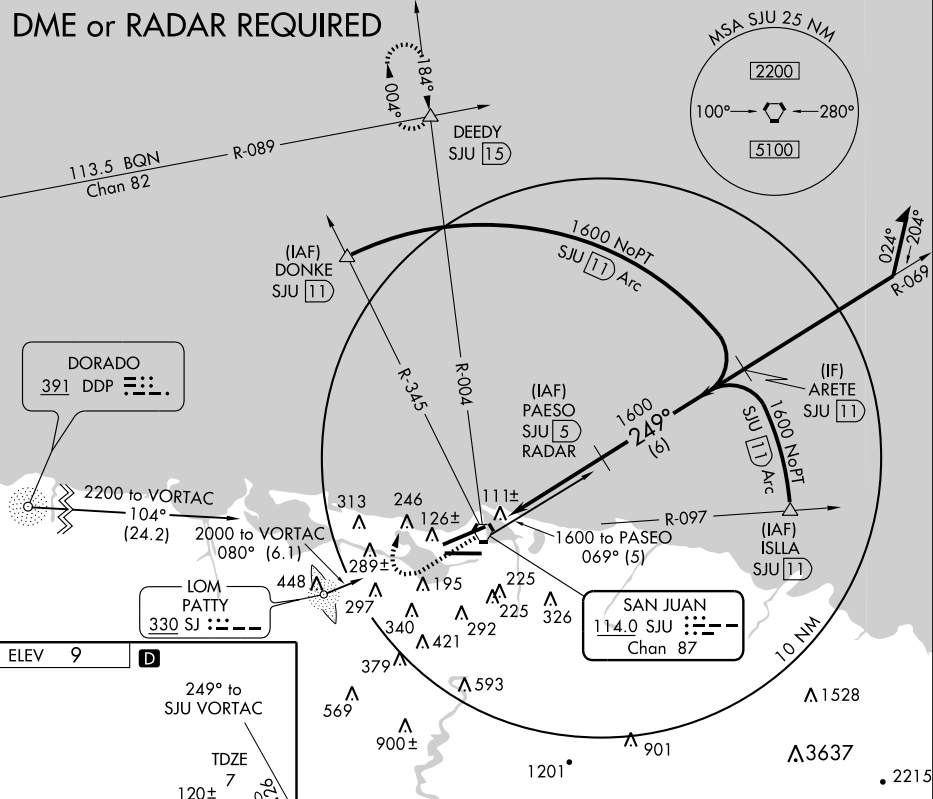 DME or RADAR REQUIRED
MSA SJU 25 NM
2200
100°
280°
5100
184°
004°
DEEDY
SJU 15
113.5 BQN
Chan 82
R-089
(IAF)
DONKE
SJU 11
1600 NoPT
SJU 11 Arc
024°
204°
R-069
DORADO
391 DDP
R-345
R-004
(IAF)
PAESO
SJU 5
RADAR
1600
249°
(6)
(IF)
ARETE
SJU 11
1600 NoPT
SJU 11 Arc
2200 to VORTAC
104°
(24.2)
313
246
126±
111±
R-097
(IAF)
ISLLA
SJU 11
1600 to PASEO
069° (5)
2000 to VORTAC
080° (6.1)
289±
448
LOM
PATTY
330 SJ
297
195
225
225
326
340
292
421
379
SAN JUAN
114.0 SJU
Chan 87
10 NM
593
569
900±
1528
901
1201
3637
2215
ELEV 9
D
249° to
SJU VORTAC
TDZE
7
120±